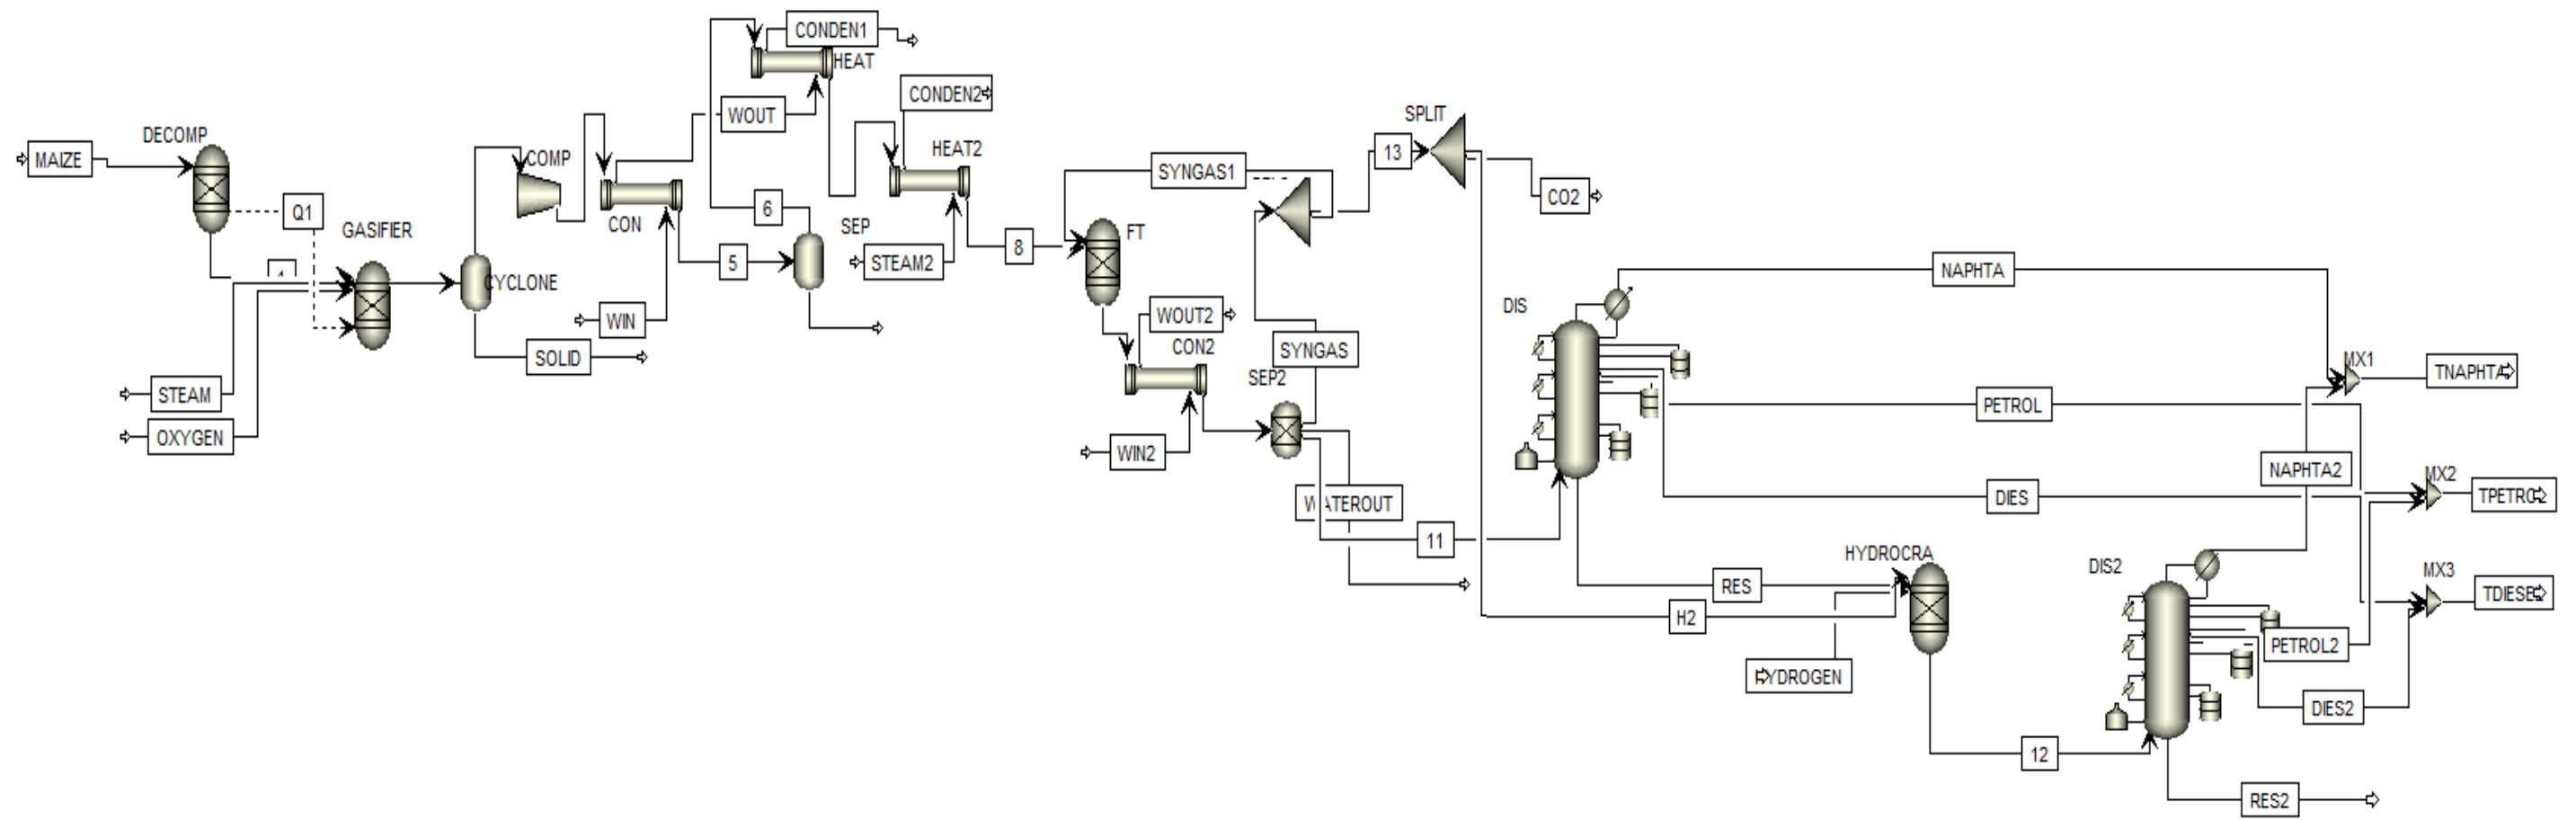 CONDEN1
HEAT
CONDEN2
WOUT
SPLIT
DECOMP
MAIZE
COMP
HEAT2
13
SYNGAS1
CO2
Q1
6
CON
SEP
GASIFIER
FT
8
5
STEAM2
NAPHTA
CYCLONE
DIS
WIN
WOUT2
CON2
SYNGAS
SOLID
MX1
TNAPHTA
SEP2
STEAM
PETROL
OXYGEN
WIN2
NAPHTA2
MX2
DIES
WATEROUT
11
HYDROCRA
DIS2
MX3
RES
H2
PETROL2
HYDROGEN
DIES2
12
RES2